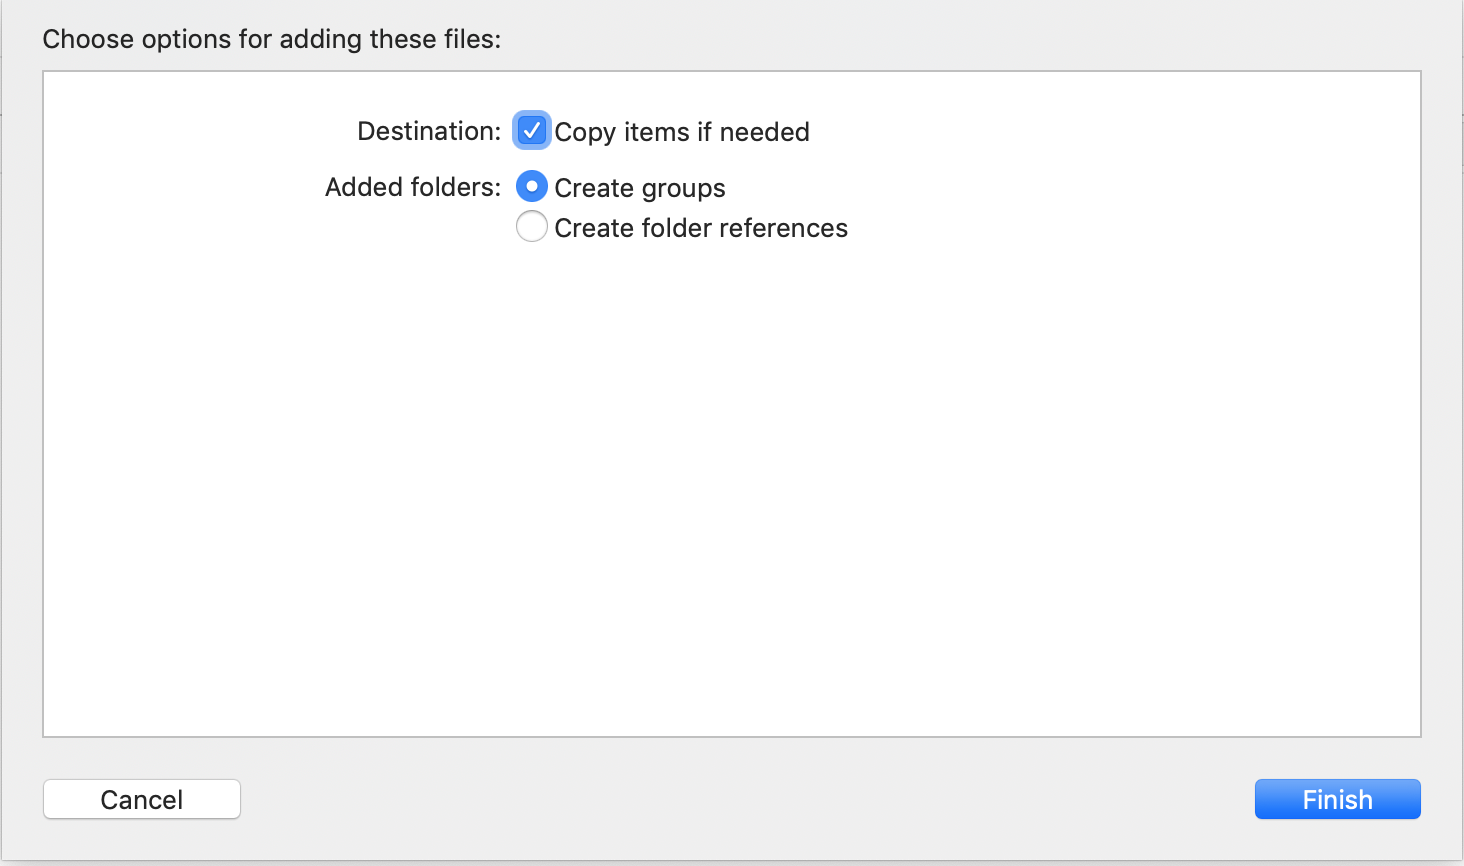 Choose options for adding these files:
Destination: Copy items if needed
Added folders: Create groups
Create folder references
Cancel Finish